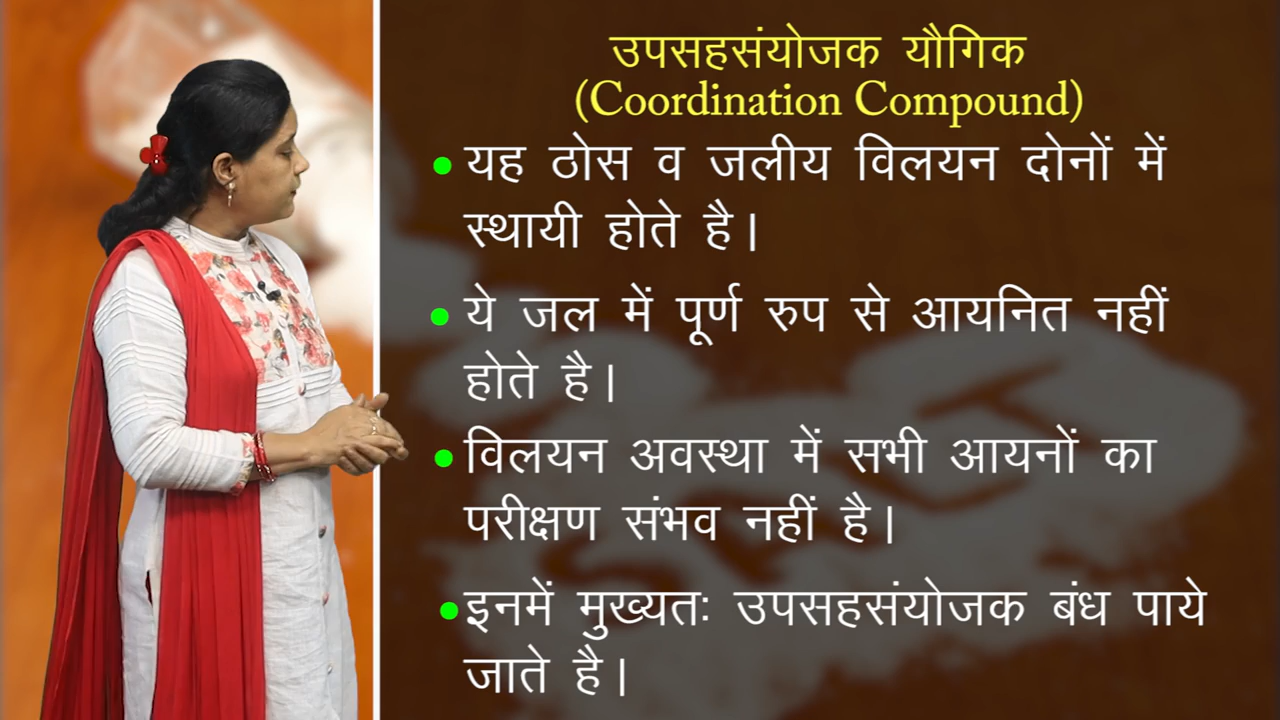 उपसहसंयोजक यौगिक
(Coordination Compound)
• यह ठोस व जलीय विलयन दोनों में
स्थायी होते है।
• ये जल में पूर्ण रुप से आयनित नहीं
होते है।
• विलयन अवस्था में सभी आयनों का
परीक्षण संभव नहीं है।
• इनमें मुख्यतः उपसहसंयोजक बंध पाये
जाते है।